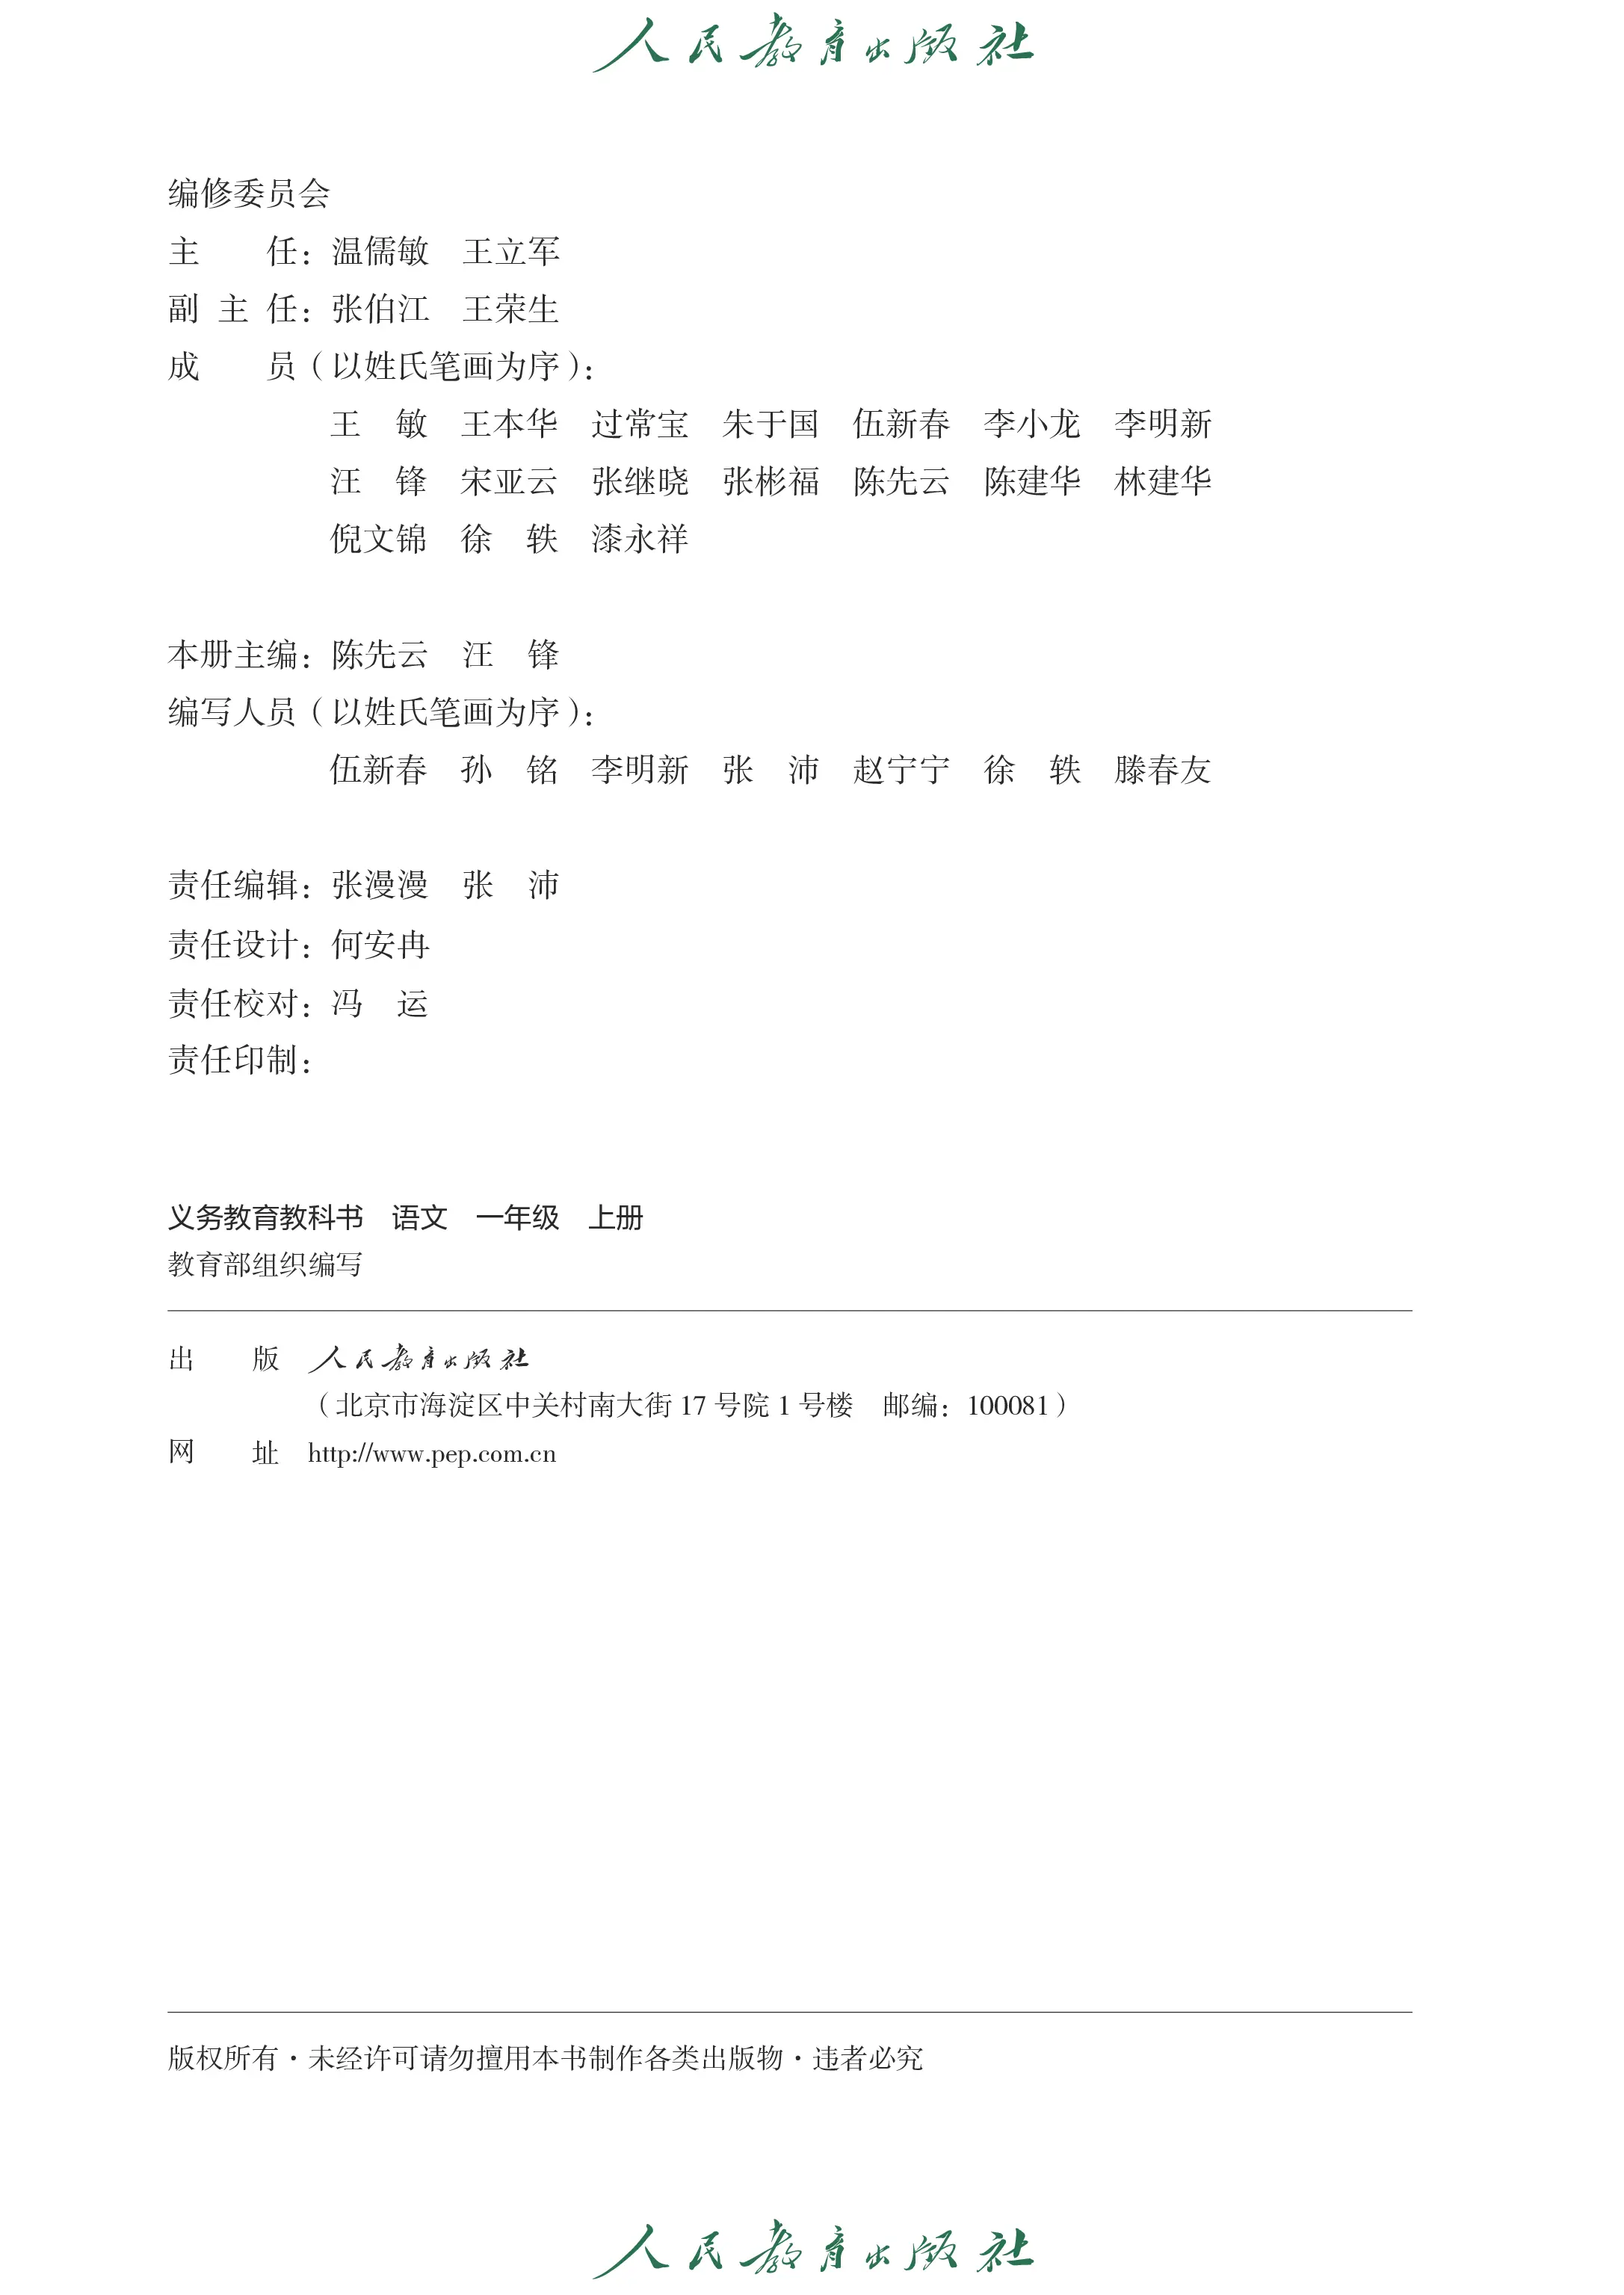 人民教育出版社
编修委员会
主　　任：温儒敏　王立军
副 主 任：张伯江　王荣生
成　　员（以姓氏笔画为序）：
王　敏　王本华　过常宝　朱于国　伍新春　李小龙　李明新
汪　锋　宋亚云　张继晓　张彬福　陈先云　陈建华　林建华
倪文锦　徐　轶　漆永祥
本册主编：陈先云　汪　锋
编写人员（以姓氏笔画为序）：
伍新春　孙　铭　李明新　张　沛　赵宁宁　徐　轶　滕春友
责任编辑：张漫漫　张　沛
责任设计：何安冉
责任校对：冯　运
责任印制：
义务教育教科书　语文　一年级　上册
教育部组织编写
出　　版　人民教育出版社
（北京市海淀区中关村南大街 17 号院 1 号楼　邮编：100081）
网　　址　http://www.pep.com.cn
版权所有·未经许可请勿擅用本书制作各类出版物·违者必究
人民教育出版社